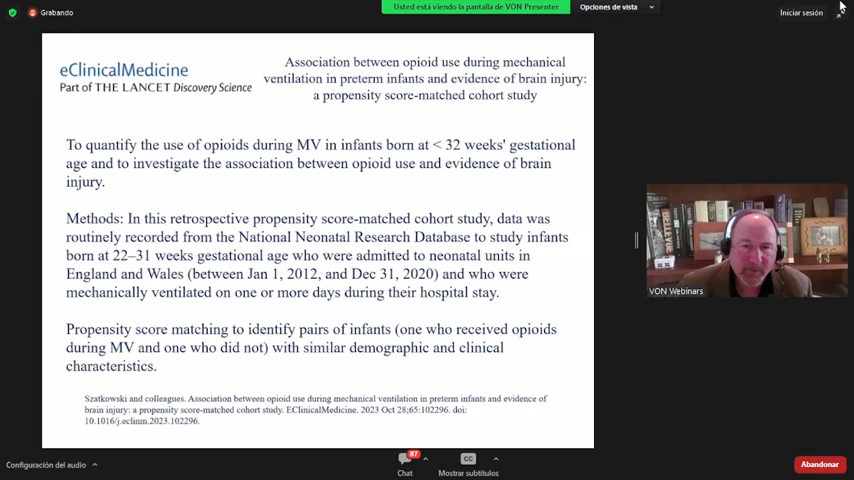 Grabando
Usted está viendo la pantalla de VON Presenter
Opciones de vista
Iniciar sesión
eClinicalMedicine
Part of THE LANCET Discovery Science
Association between opioid use during mechanical
ventilation in preterm infants and evidence of brain injury:
a propensity score-matched cohort study
To quantify the use of opioids during MV in infants born at < 32 weeks' gestational
age and to investigate the association between opioid use and evidence of brain
injury.
Methods: In this retrospective propensity score-matched cohort study, data was
routinely recorded from the National Neonatal Research Database to study infants
born at 22–31 weeks gestational age who were admitted to neonatal units in
England and Wales (between Jan 1, 2012, and Dec 31, 2020) and who were
mechanically ventilated on one or more days during their hospital stay.
Propensity score matching to identify pairs of infants (one who received opioids
during MV and one who did not) with similar demographic and clinical
characteristics.
Szatkowski and colleagues. Association between opioid use during mechanical ventilation in preterm infants and evidence of
brain injury: a propensity score-matched cohort study. EClinicalMedicine. 2023 Oct 28;65:102296. doi:
10.1016/j.eclinm.2023.102296.
VON Webinars
Configuración del audio
87
Chat
CC
Mostrar subtítulos
Abandonar